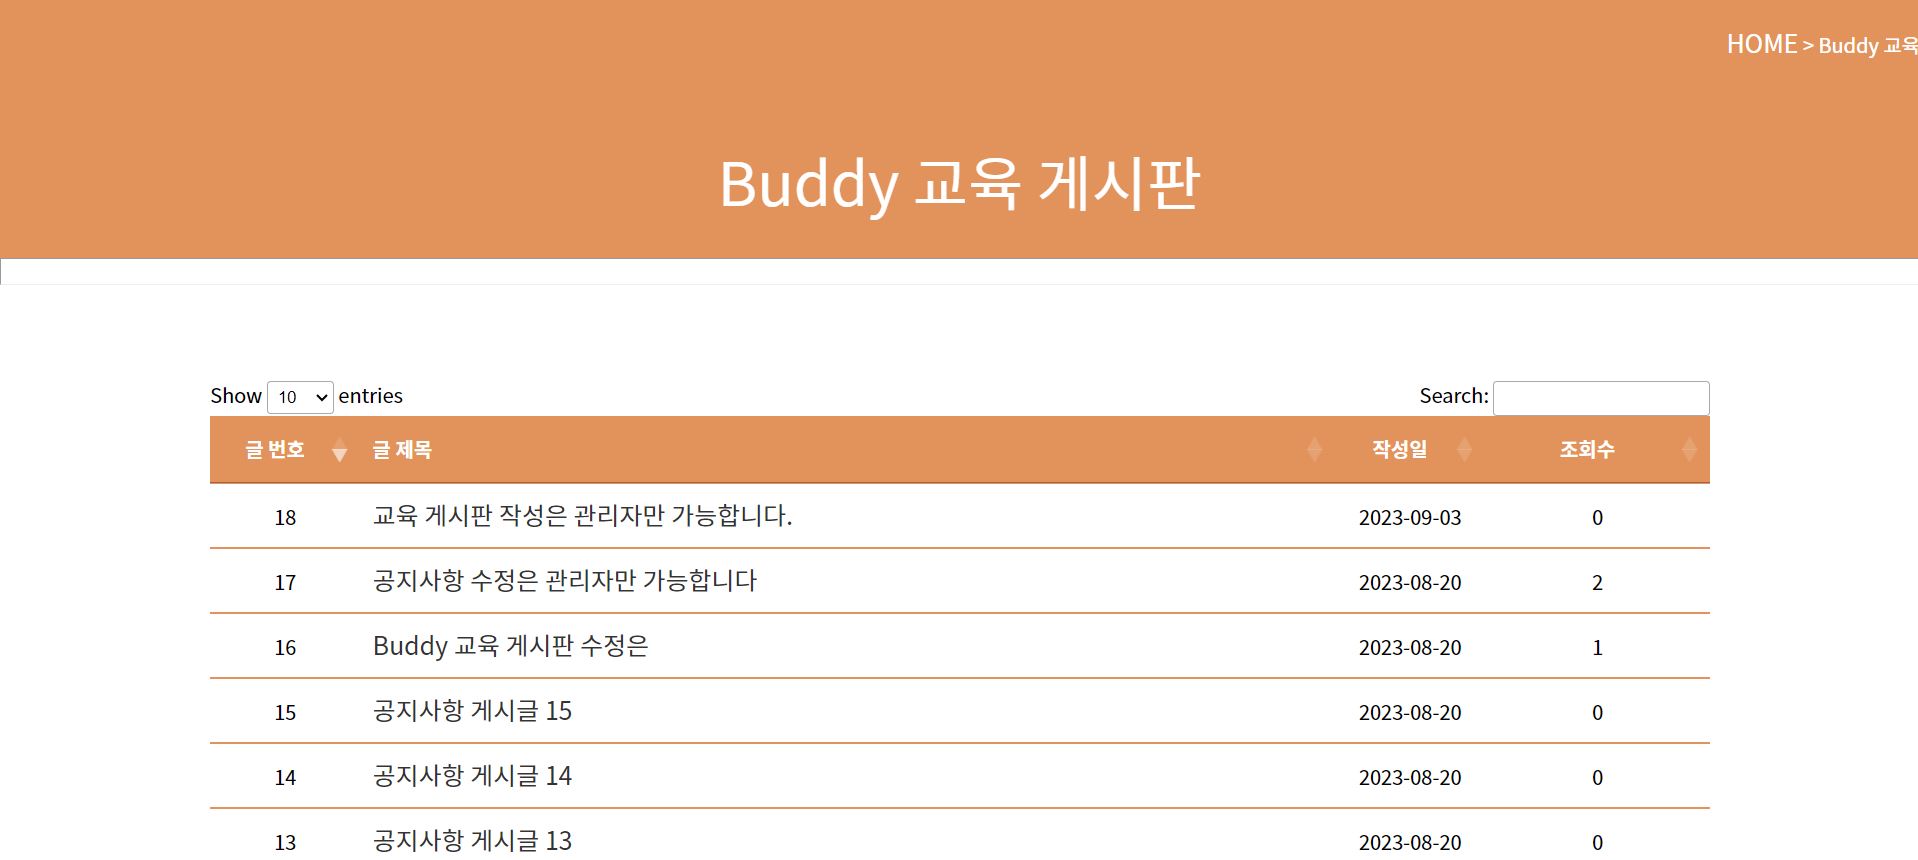 HOME > Buddy 교육
Buddy 교육 게시판
Show 10 entries Search:
글 번호 글 제목 작성일 조회수
18 교육 게시판 작성은 관리자만 가능합니다. 2023-09-03 0
17 공지사항 수정은 관리자만 가능합니다 2023-08-20 2
16 Buddy 교육 게시판 수정은 2023-08-20 1
15 공지사항 게시글 15 2023-08-20 0
14 공지사항 게시글 14 2023-08-20 0
13 공지사항 게시글 13 2023-08-20 0